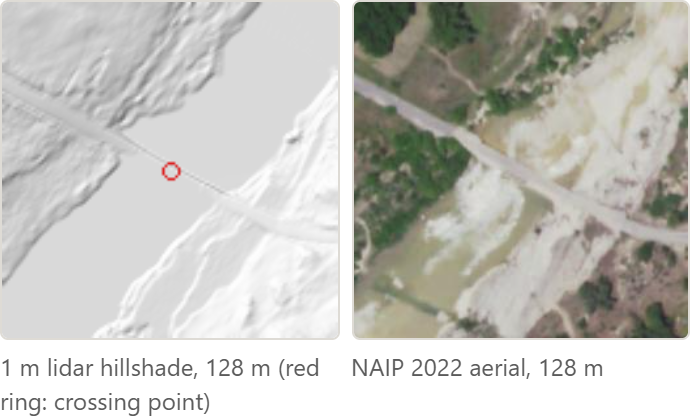 1 m lidar hillshade, 128 m (red
ring: crossing point)
NAIP 2022 aerial, 128 m